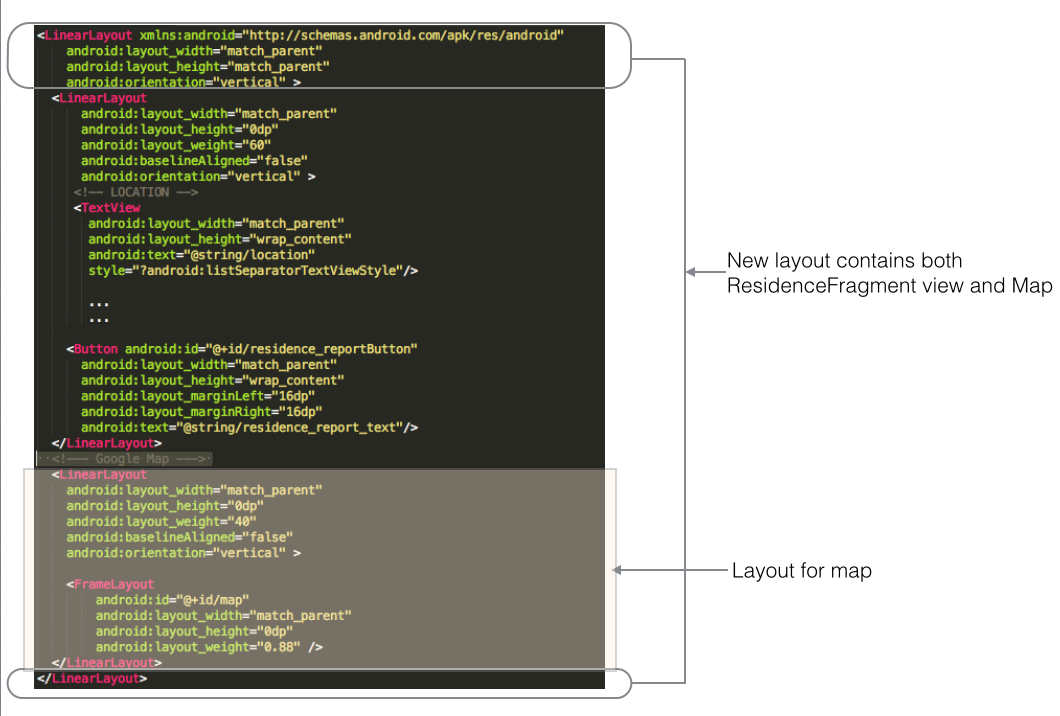 <LinearLayout xmlns:android="http://schemas.android.com/apk/res/android"
android:layout_width="match_parent"
android:layout_height="match_parent"
android:orientation="vertical" >
<LinearLayout
android:layout_width="match_parent"
android:layout_height="0dp"
android:layout_weight="60"
android:baselineAligned="false"
android:orientation="vertical" >
<!-- LOCATION -->
<TextView
android:layout_width="match_parent"
android:layout_height="wrap_content"
android:text="@string/location"
style="?android:listSeparatorTextViewStyle"/>
...
...
<Button android:id="@+id/residence_reportButton"
android:layout_width="match_parent"
android:layout_height="wrap_content"
android:layout_marginLeft="16dp"
android:layout_marginRight="16dp"
android:text="@string/residence_report_text"/>
</LinearLayout>
<!--- Google Map --->
<LinearLayout
android:layout_width="match_parent"
android:layout_height="0dp"
android:layout_weight="40"
android:baselineAligned="false"
android:orientation="vertical" >
<FrameLayout
android:id="@+id/map"
android:layout_width="match_parent"
android:layout_height="0dp"
android:layout_weight="0.88" />
</LinearLayout>
</LinearLayout>
New layout contains both
ResidenceFragment view and Map
Layout for map